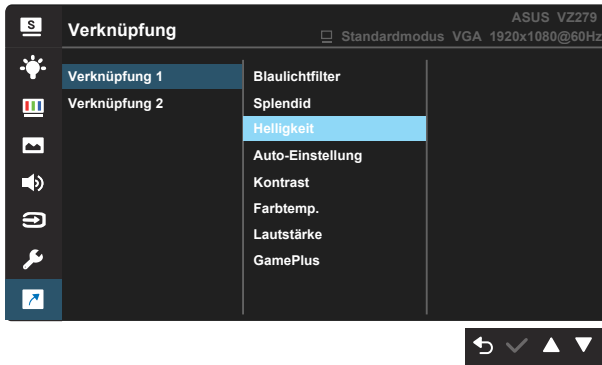 S
Verknüpfung
ASUS VZ279
Standardmodus VGA 1920x1080@60Hz
Verknüpfung 1
Verknüpfung 2
Blaulichtfilter
Splendid
Helligkeit
Auto-Einstellung
Kontrast
Farbtemp.
Lautstärke
GamePlus